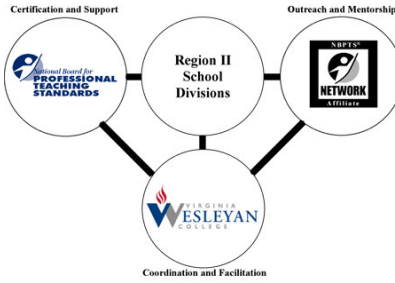 Certification and Support
Outreach and Mentorship
National Board for
PROFESSIONAL
TEACHING
STANDARDS
Region II
School
Divisions
NBPTS®
NETWORK
Affiliate
VIRGINIA
WESLEYAN
COLLEGE
Coordination and Facilitation